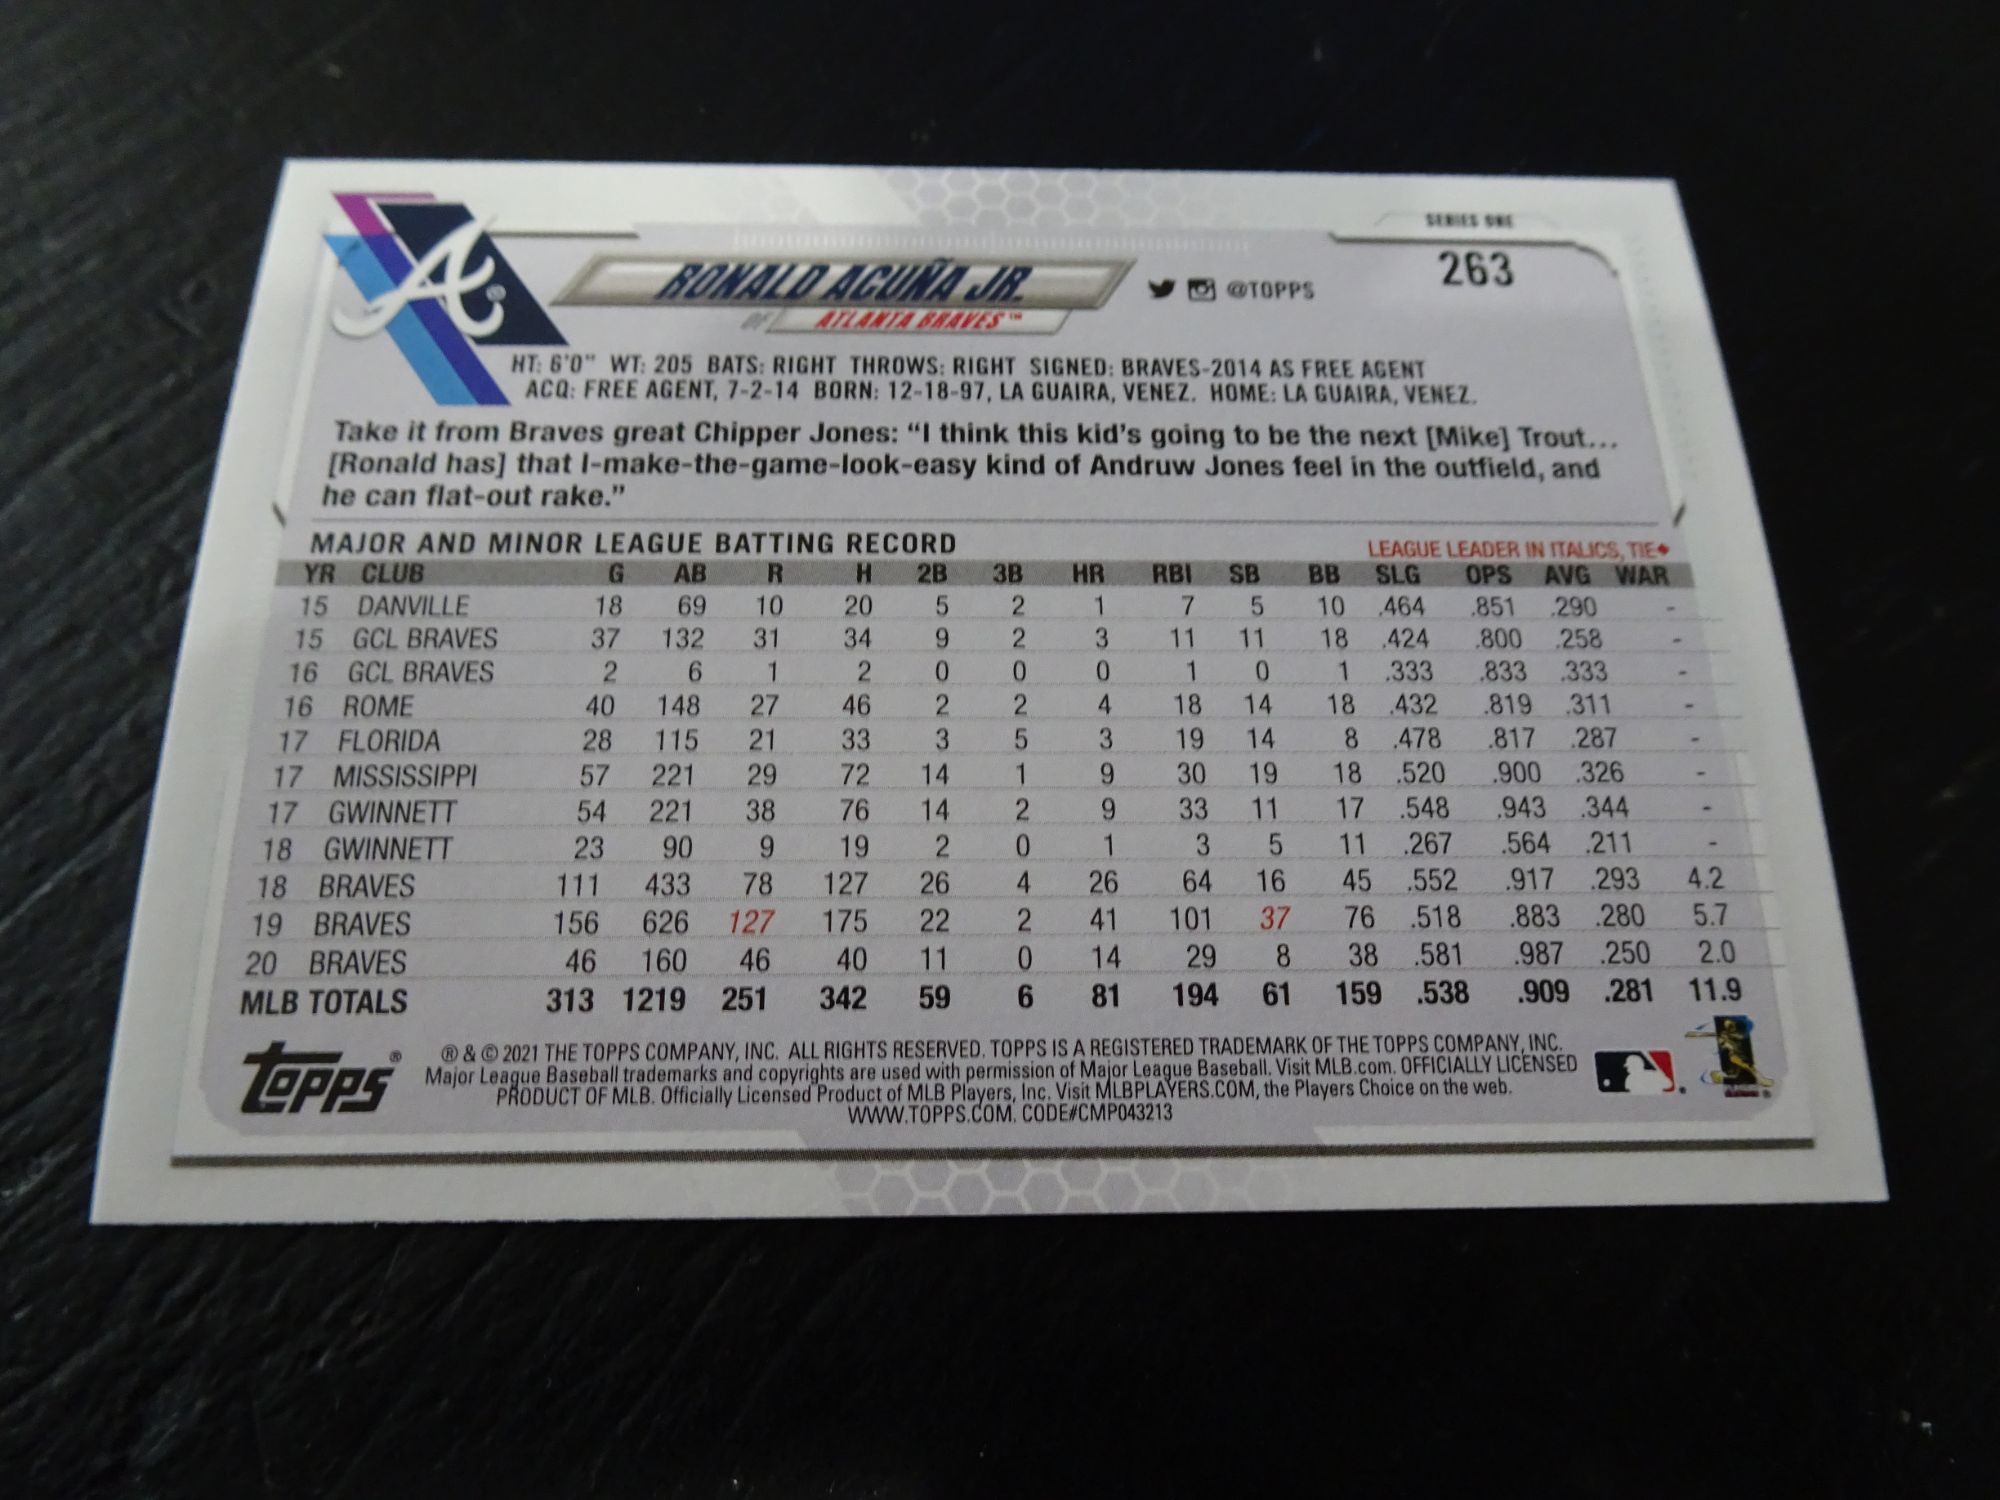 SERIES ONE
263
A®
RONALD ACUÑA JR.
@TOPPS
OF ATLANTA BRAVES™
HT: 6'0" WT: 205 BATS: RIGHT THROWS: RIGHT SIGNED: BRAVES-2014 AS FREE AGENT
ACQ: FREE AGENT, 7-2-14 BORN: 12-18-97, LA GUAIRA, VENEZ. HOME: LA GUAIRA, VENEZ.
Take it from Braves great Chipper Jones: “I think this kid's going to be the next [Mike] Trout...
[Ronald has] that I-make-the-game-look-easy kind of Andruw Jones feel in the outfield, and
he can flat-out rake.”
MAJOR AND MINOR LEAGUE BATTING RECORD
LEAGUE LEADER IN ITALICS, TIE♦
YR CLUB G AB R H 2B 3B HR RBI SB BB SLG OPS AVG WAR
15 DANVILLE 18 69 10 20 5 2 1 7 5 10 .464 .851 .290 -
15 GCL BRAVES 37 132 31 34 9 2 3 11 11 18 .424 .800 .258 -
16 GCL BRAVES 2 6 1 2 0 0 0 1 0 1 .333 .833 .333 -
16 ROME 40 148 27 46 2 2 4 18 14 18 .432 .819 .311 -
17 FLORIDA 28 115 21 33 3 5 3 19 14 8 .478 .817 .287 -
17 MISSISSIPPI 57 221 29 72 14 1 9 30 19 18 .520 .900 .326 -
17 GWINNETT 54 221 38 76 14 2 9 33 11 17 .548 .943 .344 -
18 GWINNETT 23 90 9 19 2 0 1 3 5 11 .267 .564 .211 -
18 BRAVES 111 433 78 127 26 4 26 64 16 45 .552 .917 .293 4.2
19 BRAVES 156 626 127 175 22 2 41 101 37 76 .518 .883 .280 5.7
20 BRAVES 46 160 46 40 11 0 14 29 8 38 .581 .987 .250 2.0
MLB TOTALS 313 1219 251 342 59 6 81 194 61 159 .538 .909 .281 11.9
TOPPS®
® & © 2021 THE TOPPS COMPANY, INC. ALL RIGHTS RESERVED. TOPPS IS A REGISTERED TRADEMARK OF THE TOPPS COMPANY, INC.
Major League Baseball trademarks and copyrights are used with permission of Major League Baseball. Visit MLB.com. OFFICIALLY LICENSED
PRODUCT OF MLB. Officially Licensed Product of MLB Players, Inc. Visit MLBPLAYERS.COM, the Players Choice on the web.
WWW.TOPPS.COM. CODE#CMP043213